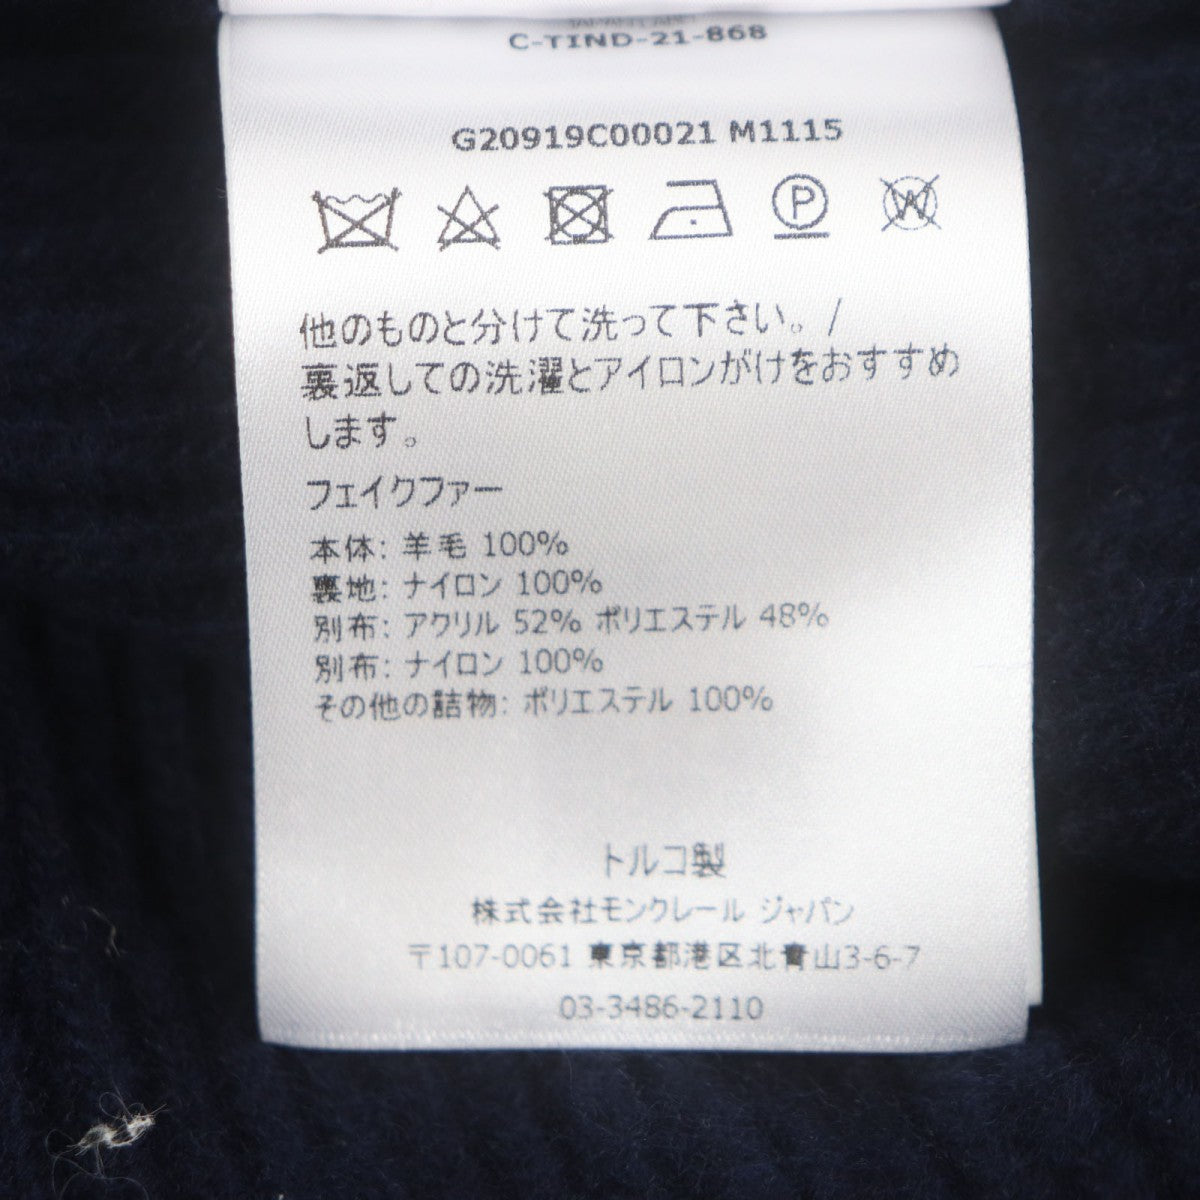 C-TIND-21-868
G20919C00021 M1115
他のものと分けて洗って下さい。/
裏返しての洗濯とアイロンがけをおすすめ
します。
フェイクファー
本体: 羊毛 100%
裏地: ナイロン 100%
別布: アクリル 52% ポリエステル 48%
別布: ナイロン 100%
その他の詰物: ポリエステル 100%
トルコ製
株式会社モンクレール ジャパン
〒107-0061 東京都港区北青山3-6-7
03-3486-2110